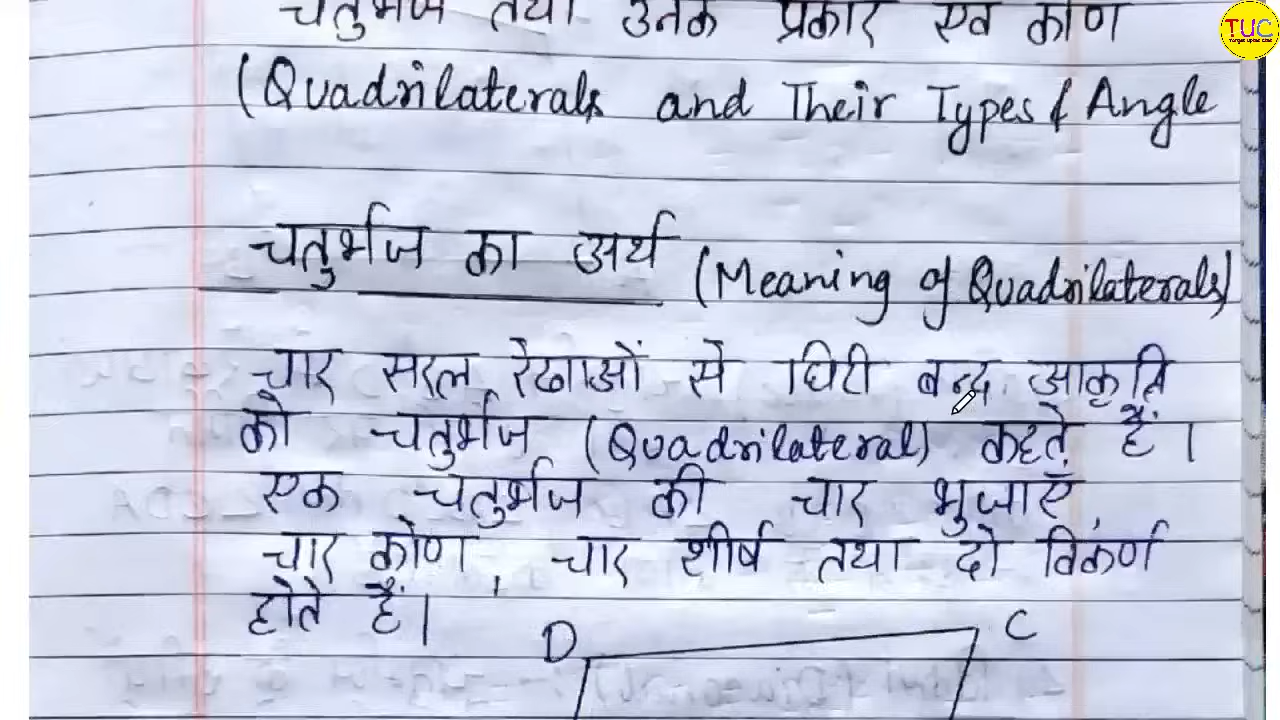 चतुर्भुज तथा उनके प्रकार एवं कोण
(Quadrilaterals and Their Types & Angle
चतुर्भुज का अर्थ (Meaning of Quadrilaterals)
चार सरल रेखाओं से घिरी बन्द आकृति
को चतुर्भुज (Quadrilateral) कहते हैं।
एक चतुर्भुज की चार भुजाएँ,
चार कोण, चार शीर्ष तथा दो विकर्ण
होते हैं।
D C
TUC